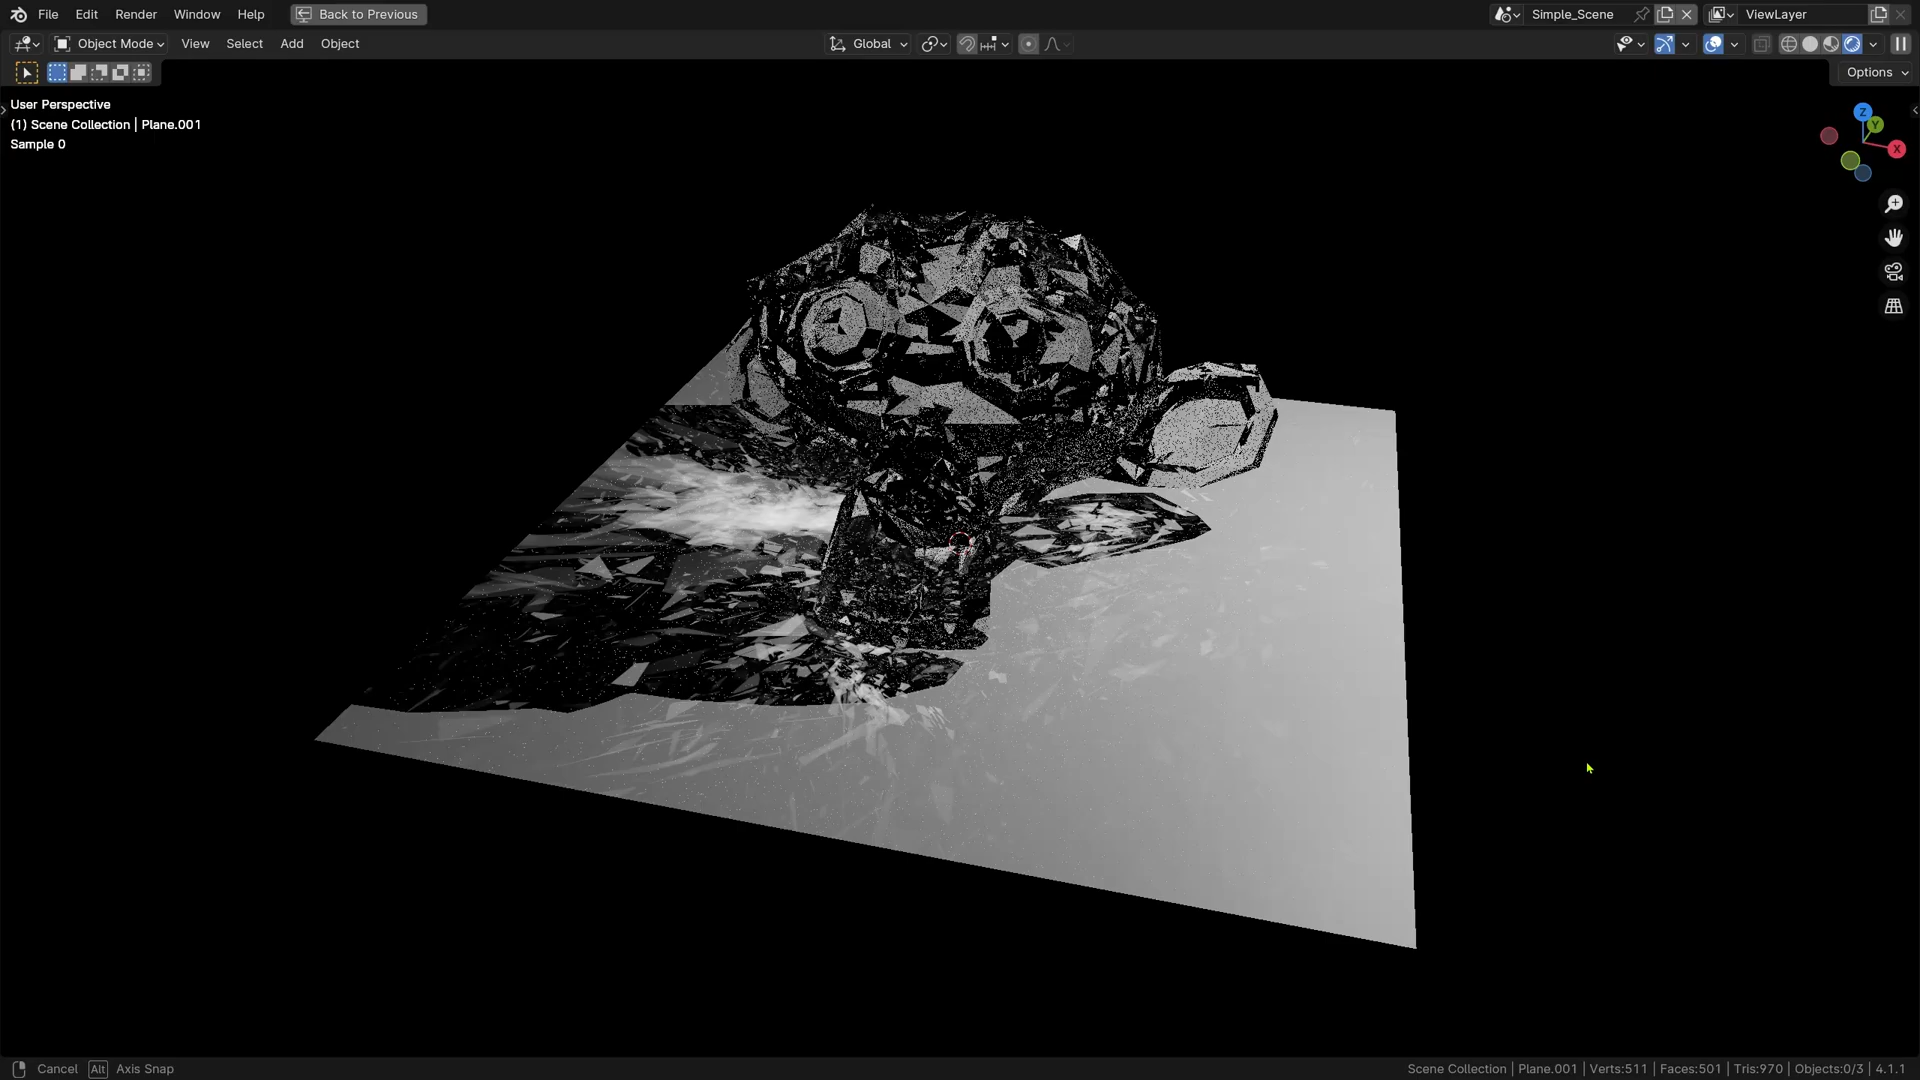 File Edit Render Window Help Back to Previous Simple_Scene ViewLayer
Object Mode View Select Add Object Global
Options
User Perspective
(1) Scene Collection | Plane.001
Sample 0
Z
Y
X
Cancel Alt Axis Snap Scene Collection | Plane.001 | Verts:511 | Faces:501 | Tris:970 | Objects:0/3 | 4.1.1